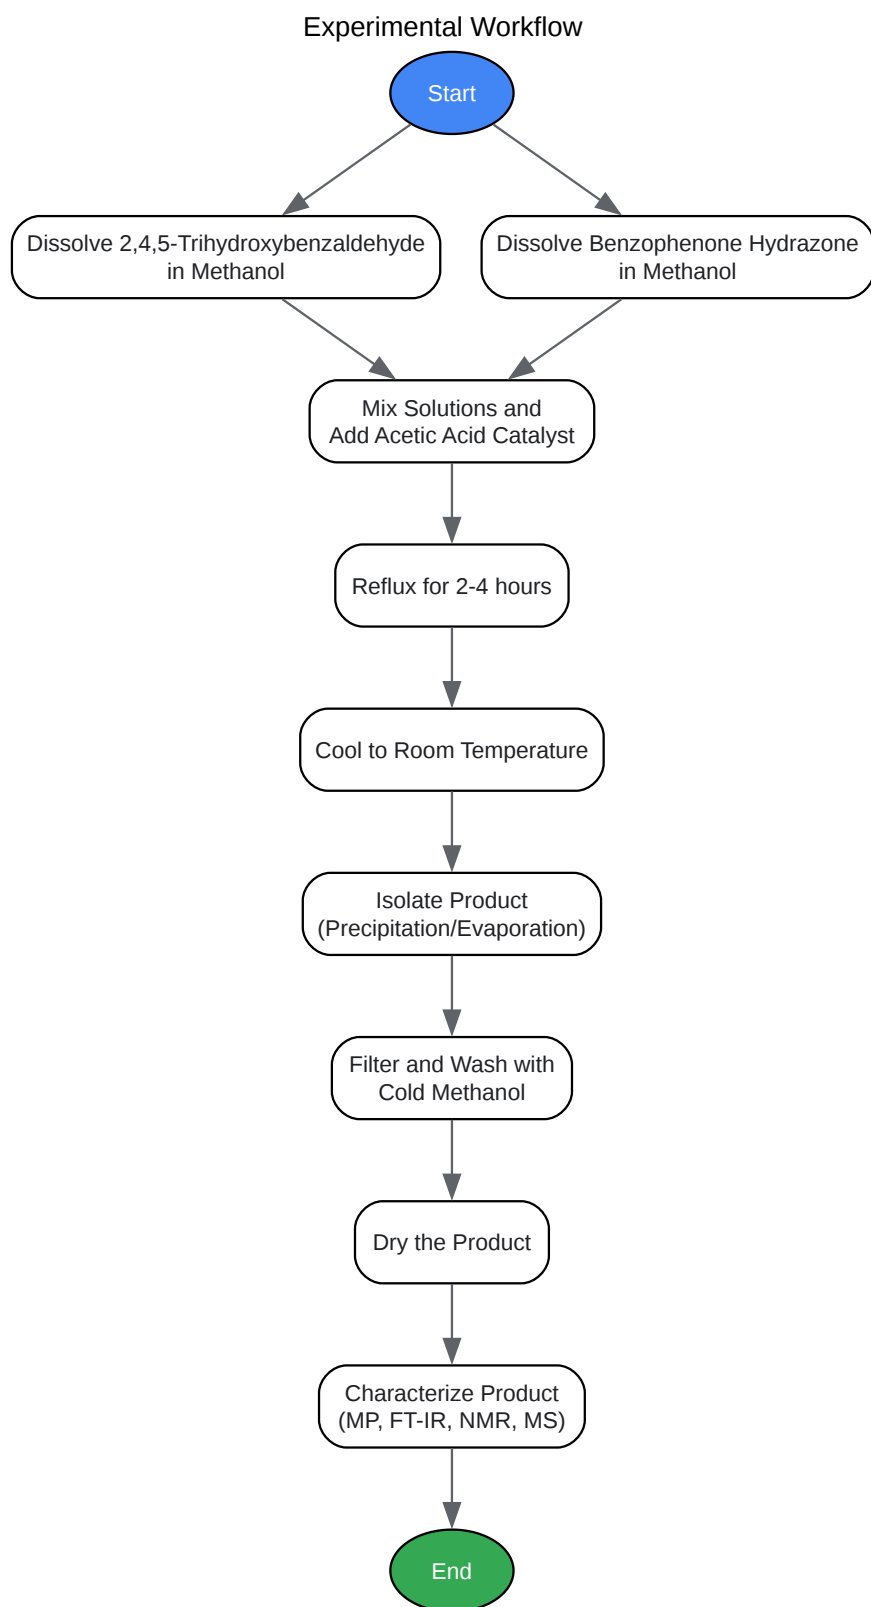 Experimental Workflow
Start
Dissolve 2,4,5-Trihydroxybenzaldehyde
in Methanol
Dissolve Benzophenone Hydrazone
in Methanol
Mix Solutions and
Add Acetic Acid Catalyst
Reflux for 2-4 hours
Cool to Room Temperature
Isolate Product
(Precipitation/Evaporation)
Filter and Wash with
Cold Methanol
Dry the Product
Characterize Product
(MP, FT-IR, NMR, MS)
End